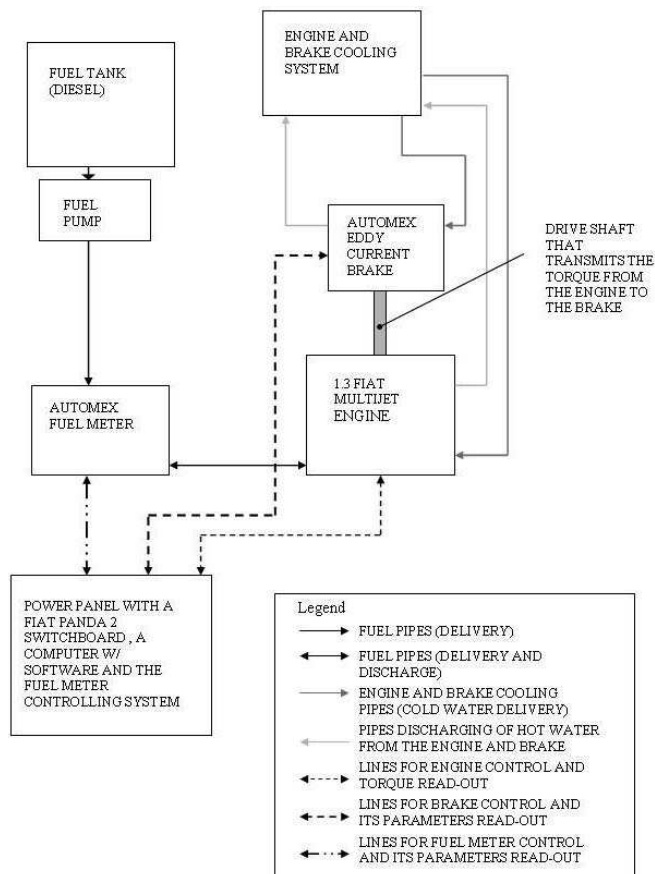 FUEL TANK
(DIESEL)
ENGINE AND
BRAKE COOLING
SYSTEM
FUEL
PUMP
AUTOMEX
EDDY
CURRENT
BRAKE
DRIVE SHAFT
THAT
TRANSMITS THE
TORQUE FROM
THE ENGINE TO
THE BRAKE
AUTOMEX
FUEL METER
1.3 FIAT
MULTIJET
ENGINE
POWER PANEL WITH A
FIAT PANDA 2
SWITCHBOARD , A
COMPUTER W/
SOFTWARE AND THE
FUEL METER
CONTROLLING SYSTEM
Legend
FUEL PIPES (DELIVERY)
FUEL PIPES (DELIVERY AND
DISCHARGE)
ENGINE AND BRAKE COOLING
PIPES (COLD WATER DELIVERY)
PIPES DISCHARGING OF HOT WATER
FROM THE ENGINE AND BRAKE
LINES FOR ENGINE CONTROL AND
TORQUE READ-OUT
LINES FOR BRAKE CONTROL AND
ITS PARAMETERS READ-OUT
LINES FOR FUEL METER CONTROL
AND ITS PARAMETERS READ-OUT